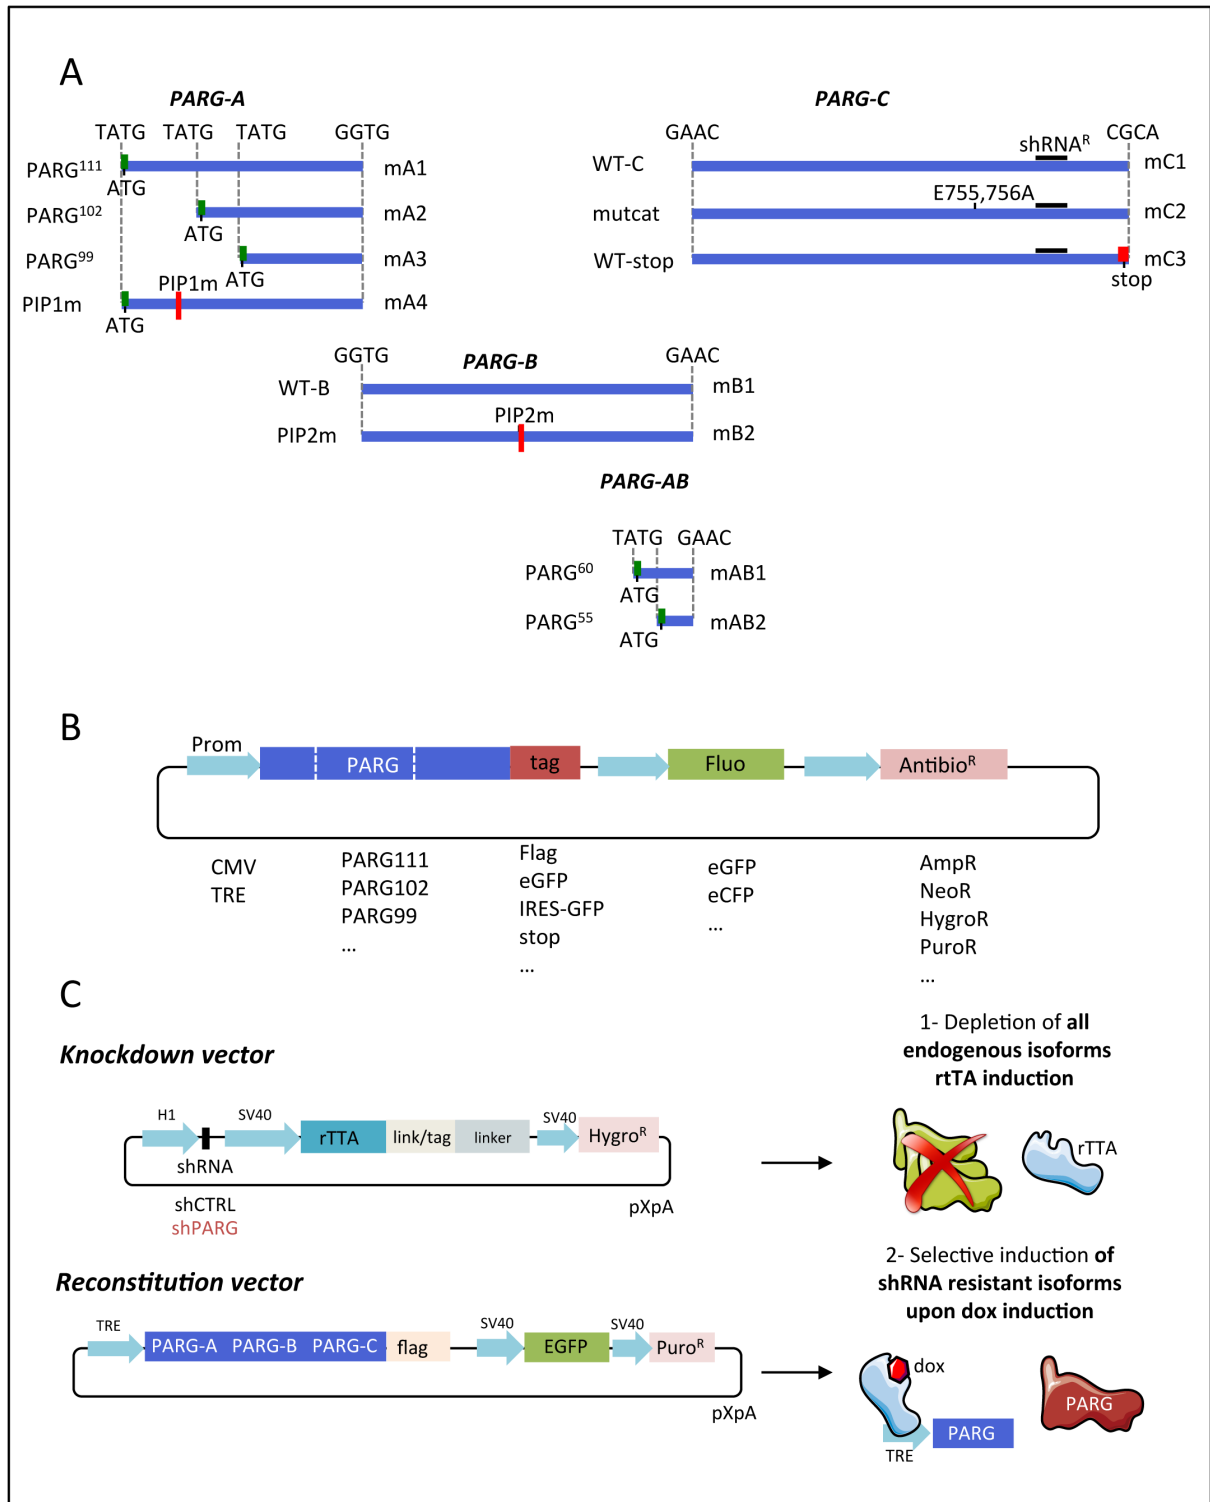 A
PARG-A
TATG TATG TATG GGTG
PARG111 mA1
ATG
PARG102 mA2
ATG
PARG99 mA3
ATG
PIP1m
PIP1m mA4
ATG
PARG-C
GAAC CGCA
shRNAR
WT-C mC1
E755,756A
mutcat mC2
WT-stop mC3
stop
PARG-B
GGTG GAAC
WT-B mB1
PIP2m
PIP2m mB2
PARG-AB
TATG GAAC
PARG60 mAB1
ATG
PARG55 mAB2
ATG
B
Prom
PARG tag Fluo AntibioR
CMV
TRE
PARG111
PARG102
PARG99
...
Flag
eGFP
IRES-GFP
stop
...
eGFP
eCFP
...
AmpR
NeoR
HygroR
PuroR
...
C
Knockdown vector
H1 SV40 SV40
rTTA link/tag linker HygroR
shRNA
shCTRL
shPARG
pXpA
1- Depletion of all
endogenous isoforms
rtTA induction
rTTA
Reconstitution vector
TRE SV40 SV40
PARG-A PARG-B PARG-C flag EGFP PuroR
pXpA
2- Selective induction of
shRNA resistant isoforms
upon dox induction
dox
PARG
TRE
PARG